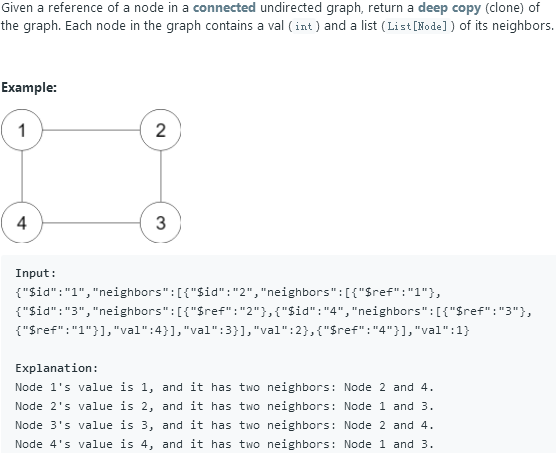 Given a reference of a node in a connected undirected graph, return a deep copy (clone) of
the graph. Each node in the graph contains a val (int) and a list (List[Node]) of its neighbors.
Example:
1 2
4 3
Input:
{"$id":"1","neighbors":[{"$id":"2","neighbors":[{"$ref":"1"},
{"$id":"3","neighbors":[{"$ref":"2"},{"$id":"4","neighbors":[{"$ref":"3"},
{"$ref":"1"}],"val":4}],"val":3}],"val":2},{"$ref":"4"}],"val":1}
Explanation:
Node 1's value is 1, and it has two neighbors: Node 2 and 4.
Node 2's value is 2, and it has two neighbors: Node 1 and 3.
Node 3's value is 3, and it has two neighbors: Node 2 and 4.
Node 4's value is 4, and it has two neighbors: Node 1 and 3.